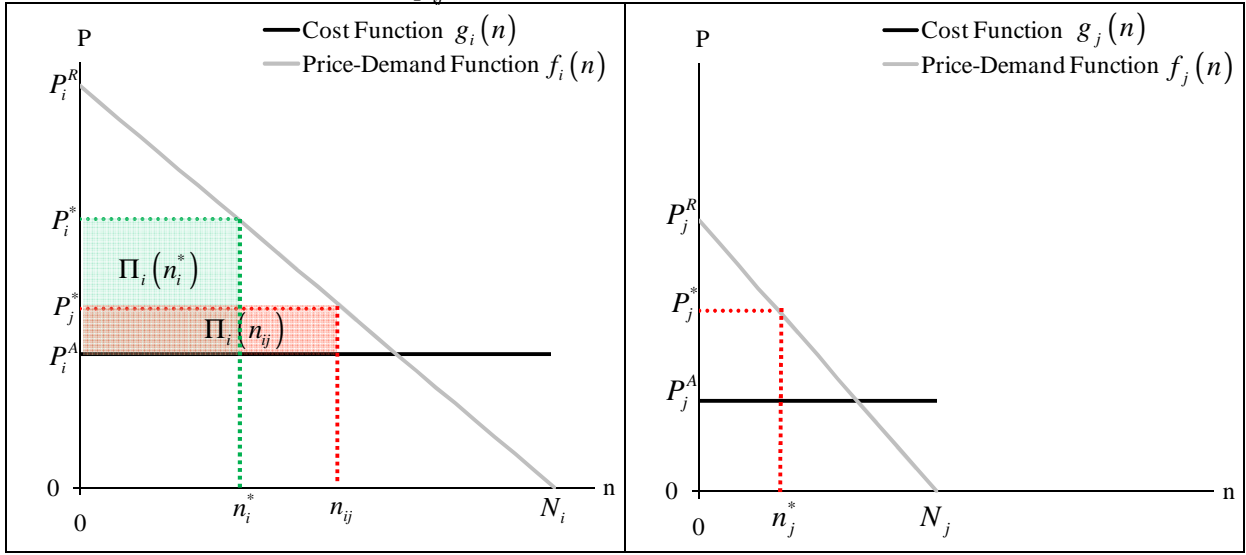 ij
P
Cost Function g_i(n)
Price-Demand Function f_i(n)
P_i^R
P_i^*
Π_i(n_i^*)
P_j^*
Π_i(n_ij)
P_i^A
0
n
0
n_i^*
n_ij
N_i
P
Cost Function g_j(n)
Price-Demand Function f_j(n)
P_j^R
P_j^*
P_j^A
0
n
0
n_j^*
N_j